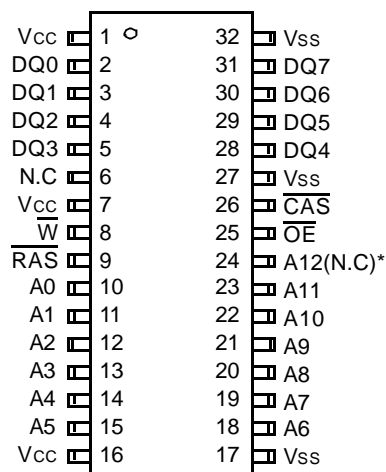 Vcc 1 32 Vss
DQ0 2 31 DQ7
DQ1 3 30 DQ6
DQ2 4 29 DQ5
DQ3 5 28 DQ4
N.C 6 27 Vss
Vcc 7 26 C̅A̅S̅
W̅ 8 25 O̅E̅
R̅A̅S̅ 9 24 A12(N.C)*
A0 10 23 A11
A1 11 22 A10
A2 12 21 A9
A3 13 20 A8
A4 14 19 A7
A5 15 18 A6
Vcc 16 17 Vss